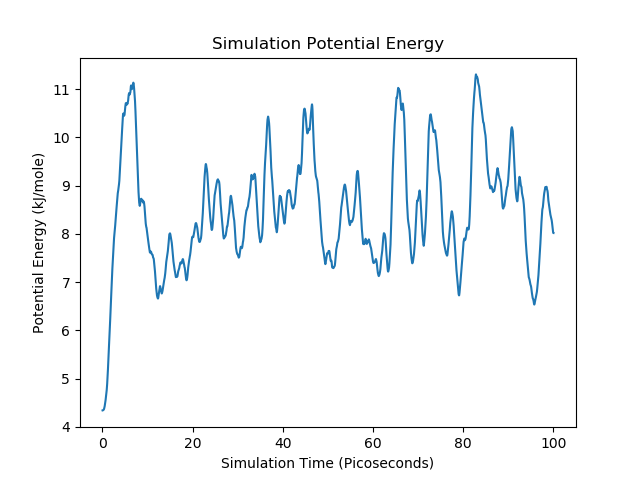 Simulation Potential Energy
Potential Energy (kJ/mole)
11
10
9
8
7
6
5
4
0 20 40 60 80 100
Simulation Time (Picoseconds)